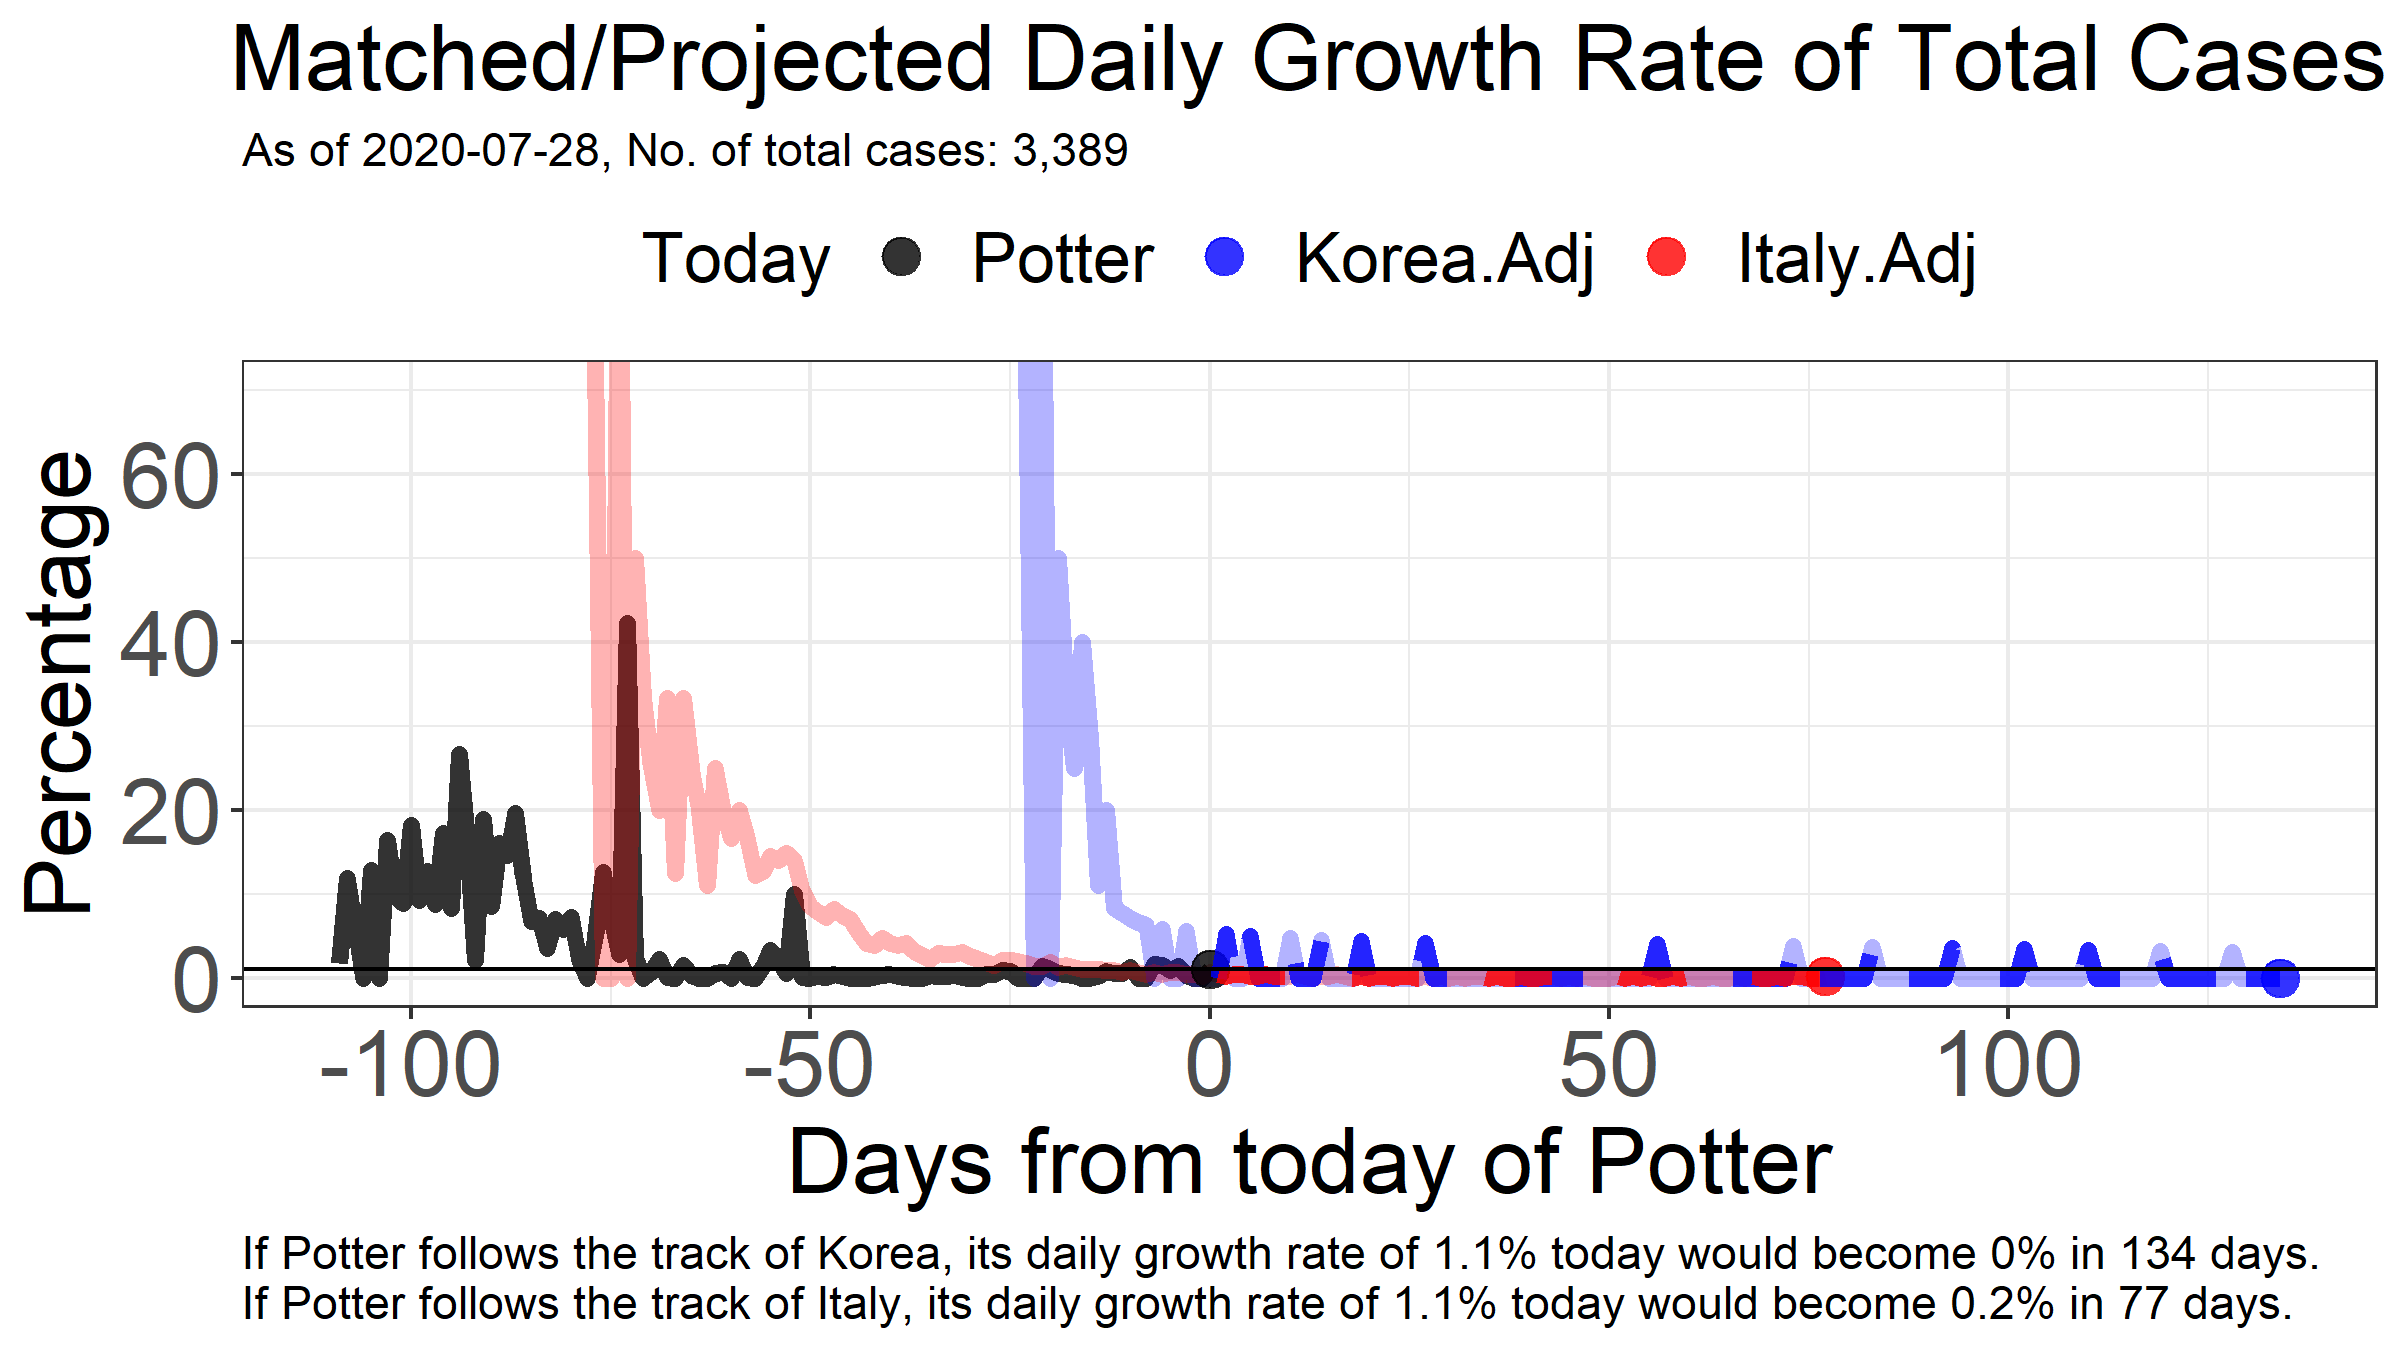 Matched/Projected Daily Growth Rate of Total Cases
As of 2020-07-28, No. of total cases: 3,389
Today Potter Korea.Adj Italy.Adj
Percentage
60
40
20
0
-100 -50 0 50 100
Days from today of Potter
If Potter follows the track of Korea, its daily growth rate of 1.1% today would become 0% in 134 days.
If Potter follows the track of Italy, its daily growth rate of 1.1% today would become 0.2% in 77 days.